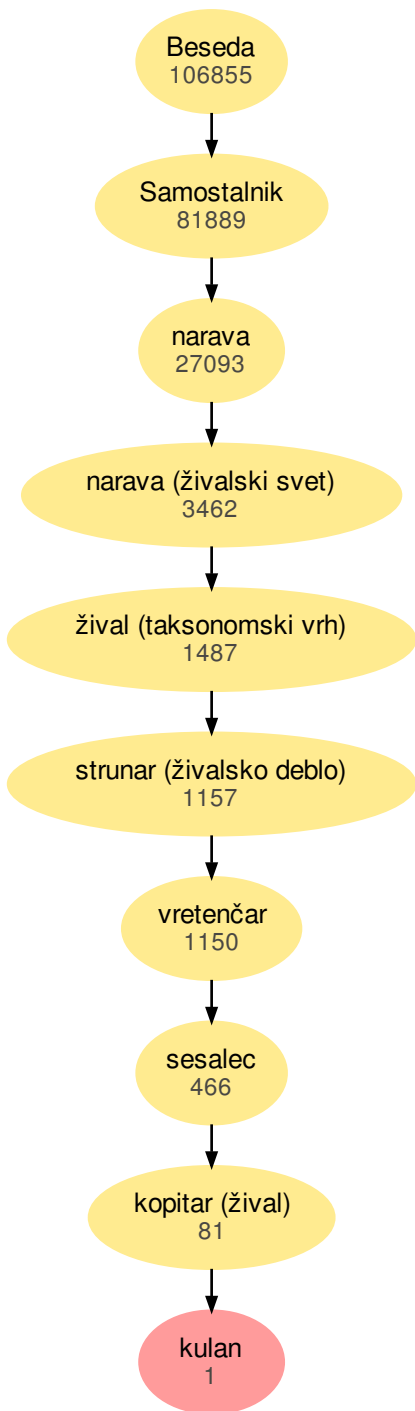 Beseda
106855
Samostalnik
81889
narava
27093
narava (živalski svet)
3462
žival (taksonomski vrh)
1487
strunar (živalsko deblo)
1157
vretenčar
1150
sesalec
466
kopitar (žival)
81
kulan
1